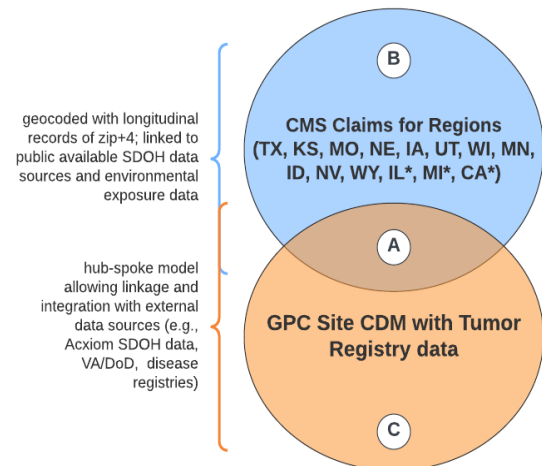 B
CMS Claims for Regions
(TX, KS, MO, NE, IA, UT, WI, MN,
ID, NV, WY, IL*, MI*, CA*)
geocoded with longitudinal
records of zip+4; linked to
public available SDOH data
sources and environmental
exposure data
A
hub-spoke model
allowing linkage and
integration with external
data sources (e.g.,
Acxiom SDOH data,
VA/DoD, disease
registries)
GPC Site CDM with Tumor
Registry data
C